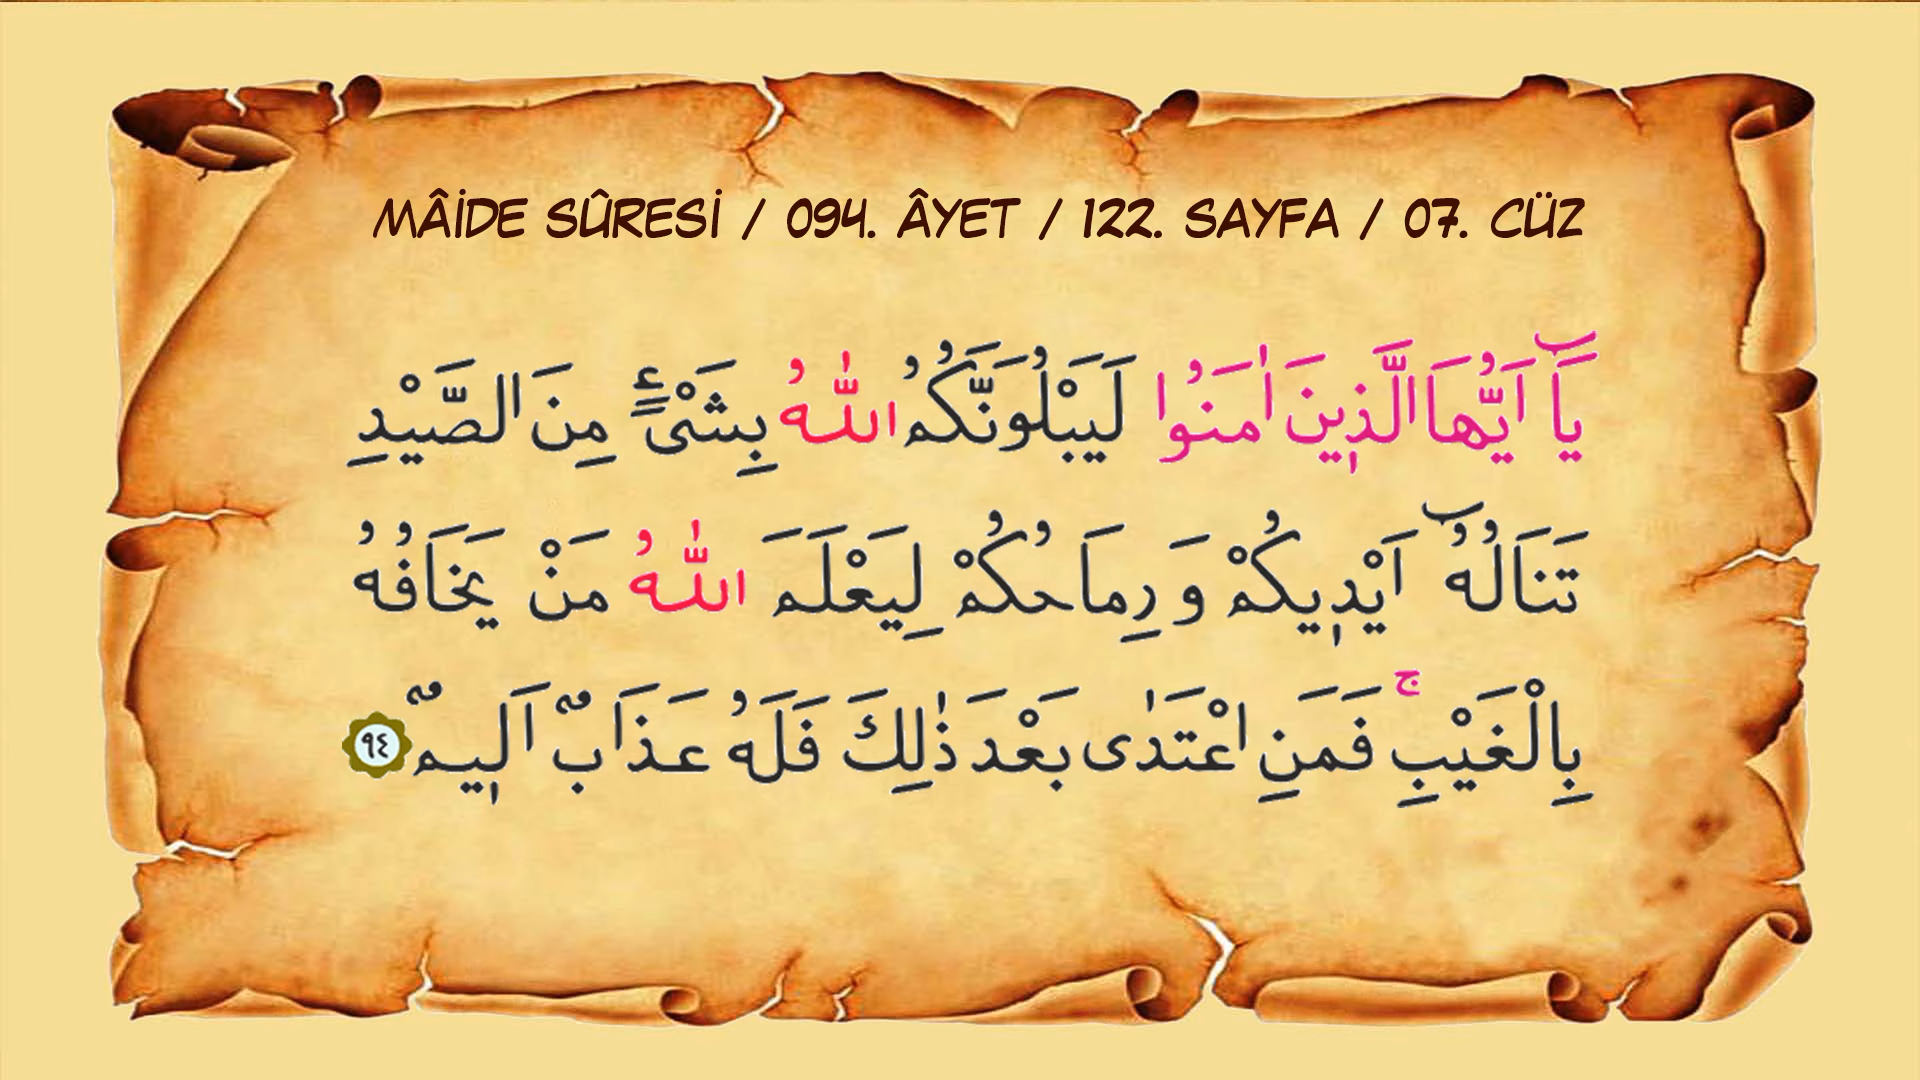 MÂİDE SÛRESİ / 094. ÂYET / 122. SAYFA / 07. CÜZ
يَٓا اَيُّهَا الَّذ۪ينَ اٰمَنُوا لَيَبْلُوَنَّكُمُ اللّٰهُ بِشَيْءٍ مِنَ الصَّيْدِ
تَنَالُهُٓ اَيْد۪يكُمْ وَرِمَاحُكُمْ لِيَعْلَمَ اللّٰهُ مَنْ يَخَافُهُ
بِالْغَيْبِۚ فَمَنِ اعْتَدٰى بَعْدَ ذٰلِكَ فَلَهُ عَذَابٌ اَل۪يمٌ ٩٤